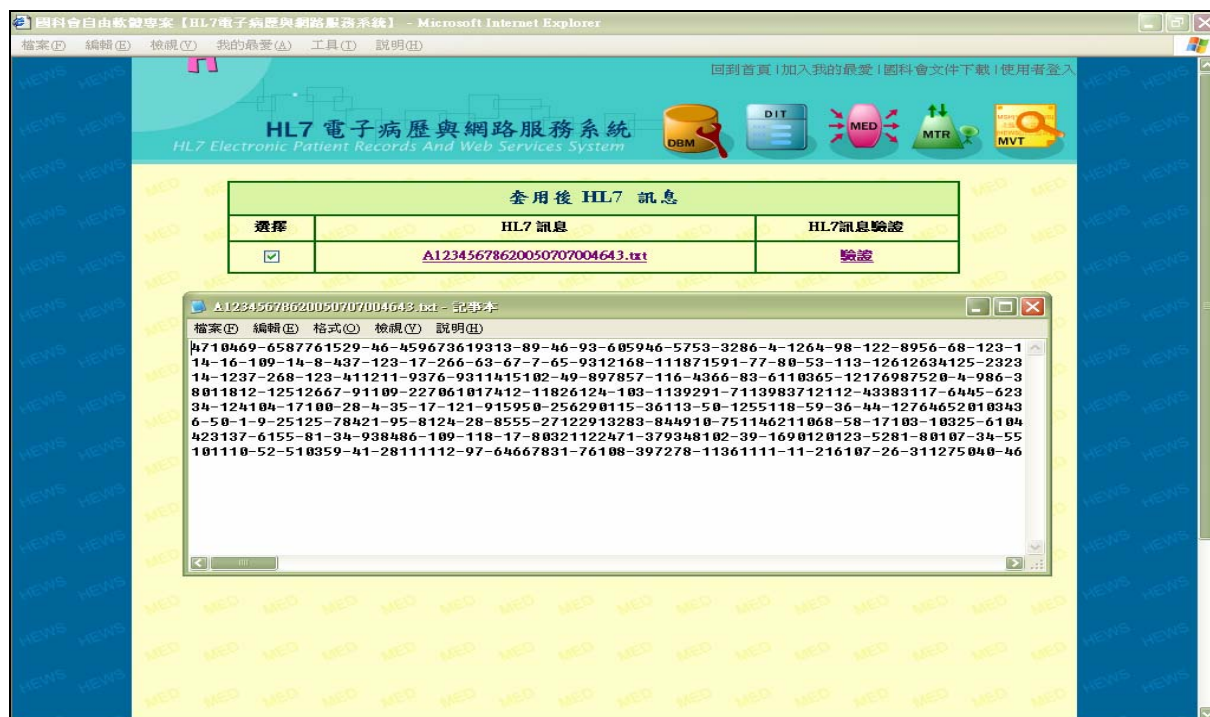 國科會自由軟體專案【HL7電子病歷與網路服務系統】 - Microsoft Internet Explorer
檔案(F) 編輯(E) 檢視(V) 我的最愛(A) 工具(T) 說明(H)
回到首頁 | 加入我的最愛 | 國科會文件下載 | 使用者登入
HL7 電子病歷與網路服務系統
HL7 Electronic Patient Records And Web Services System
DBM DIT MED MTR MVT
套用後 HL7 訊息
選擇 HL7 訊息 HL7訊息驗證
A12345678620050707004643.txt 驗證
A12345678620050707004643.txt - 記事本
檔案(F) 編輯(E) 格式(O) 檢視(V) 說明(H)
4710469-6587761529-46-459673619313-89-46-93-605946-5753-3286-4-1264-98-122-8956-68-123-1
14-16-109-14-8-437-123-17-266-63-67-7-65-9312168-111871591-77-80-53-113-12612634125-2323
14-1237-268-123-411211-9376-9311415102-49-897857-116-4366-83-6110365-12176987520-4-986-3
8011812-12512667-91109-227061017412-11826124-103-1139291-7113983712112-43383117-6445-623
34-124104-17100-28-4-35-17-121-915950-256290115-36113-50-1255118-59-36-44-12764652010343
6-50-1-9-25125-78421-95-8124-28-8555-27122913283-844910-751146211068-58-17103-10325-6104
423137-6155-81-34-938486-109-118-17-80321122471-379348102-39-1690120123-5281-80107-34-55
101110-52-510359-41-28111112-97-64667831-76108-397278-11361111-11-216107-26-311275040-46